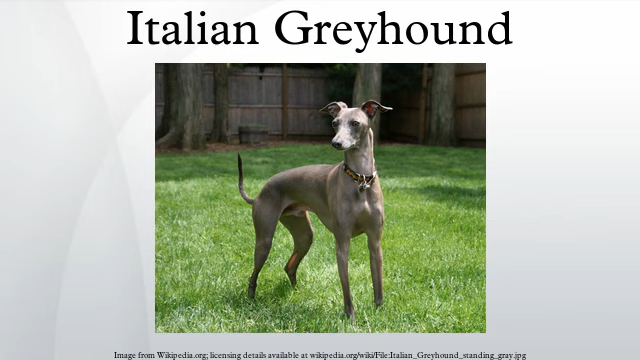 Italian Greyhound
Image from Wikipedia.org; licensing details available at wikipedia.org/wiki/File:Italian_Greyhound_standing_gray.jpg